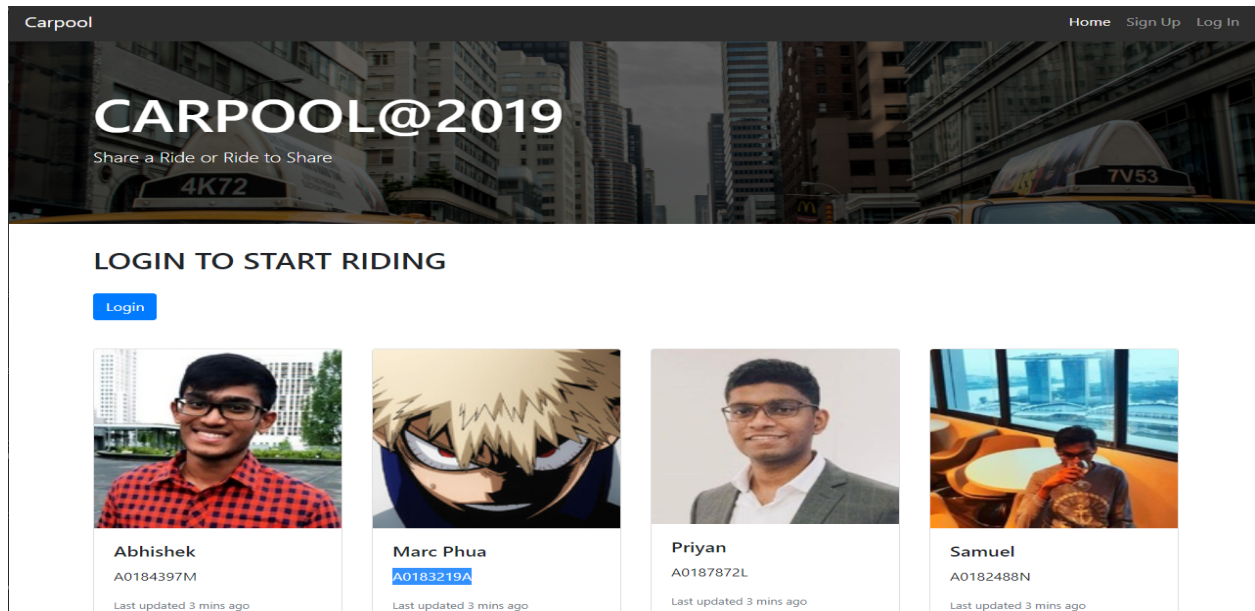 Carpool Home Sign Up Log In
CARPOOL@2019
Share a Ride or Ride to Share
4K72
7V53
LOGIN TO START RIDING
Login
Abhishek
A0184397M
Last updated 3 mins ago
Marc Phua
A0183219A
Last updated 3 mins ago
Priyan
A0187872L
Last updated 3 mins ago
Samuel
A0182488N
Last updated 3 mins ago